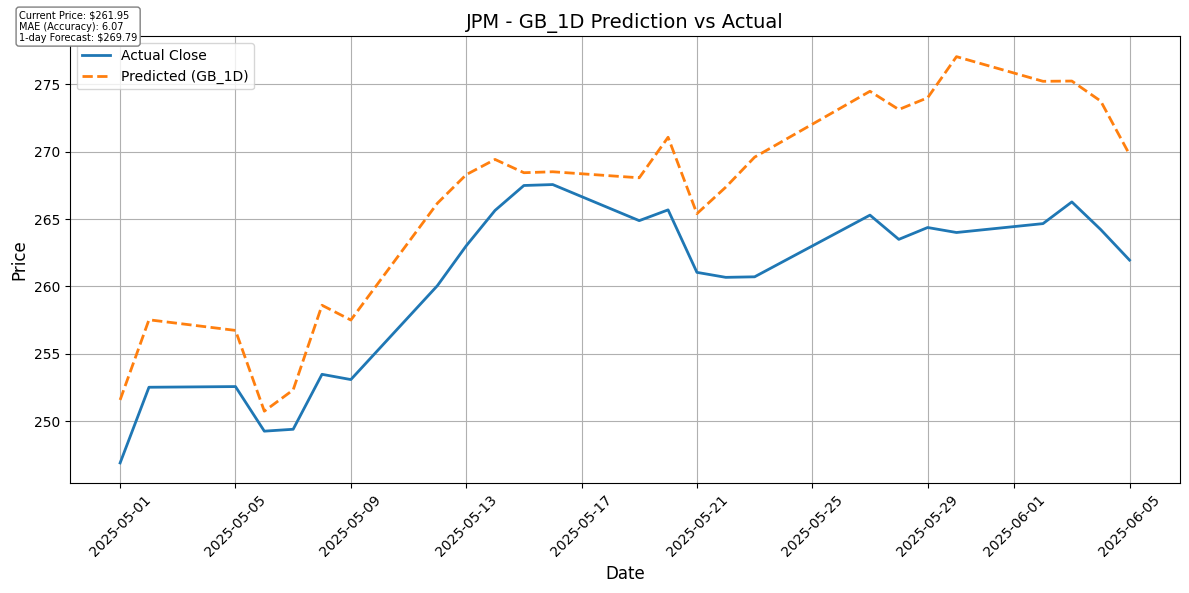 Current Price: $261.95
MAE (Accuracy): 6.07
1-day Forecast: $269.79
JPM - GB_1D Prediction vs Actual
Actual Close
Predicted (GB_1D)
Price
275
270
265
260
255
250
2025-05-01
2025-05-05
2025-05-09
2025-05-13
2025-05-17
2025-05-21
2025-05-25
2025-05-29
2025-06-01
2025-06-05
Date